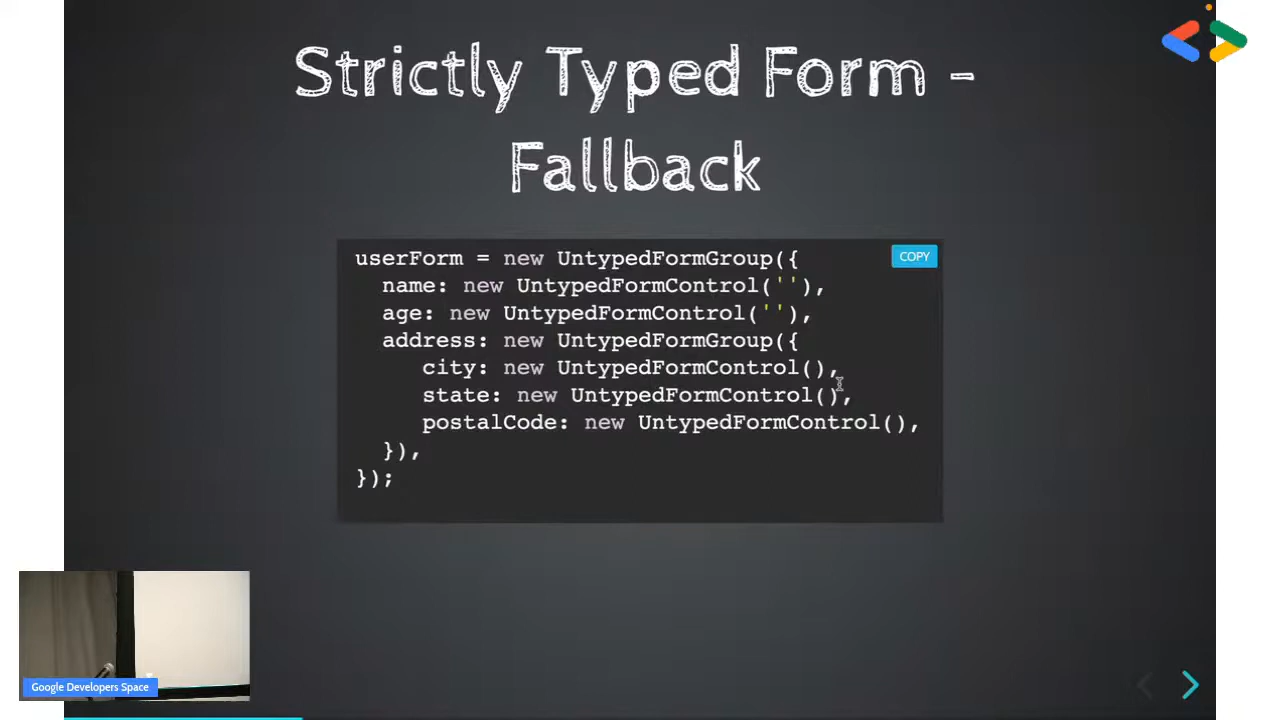 Strictly Typed Form -
Fallback
COPY
userForm = new UntypedFormGroup({
  name: new UntypedFormControl(''),
  age: new UntypedFormControl(''),
  address: new UntypedFormGroup({
     city: new UntypedFormControl(),
     state: new UntypedFormControl(),
     postalCode: new UntypedFormControl(),
  }),
});
Google Developers Space